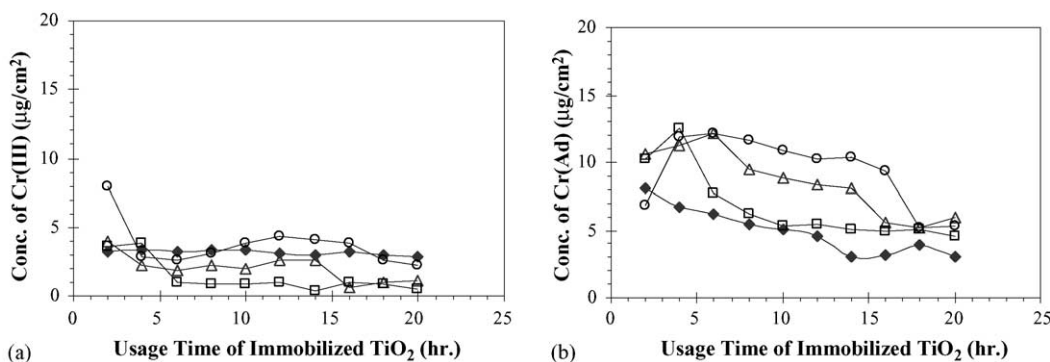 20
15
10
5
0
Conc. of Cr(III) (µg/cm2)
0 5 10 15 20 25
Usage Time of Immobilized TiO2 (hr.)
(a)
20
15
10
5
0
Conc. of Cr(Ad) (µg/cm2)
0 5 10 15 20 25
Usage Time of Immobilized TiO2 (hr.)
(b)